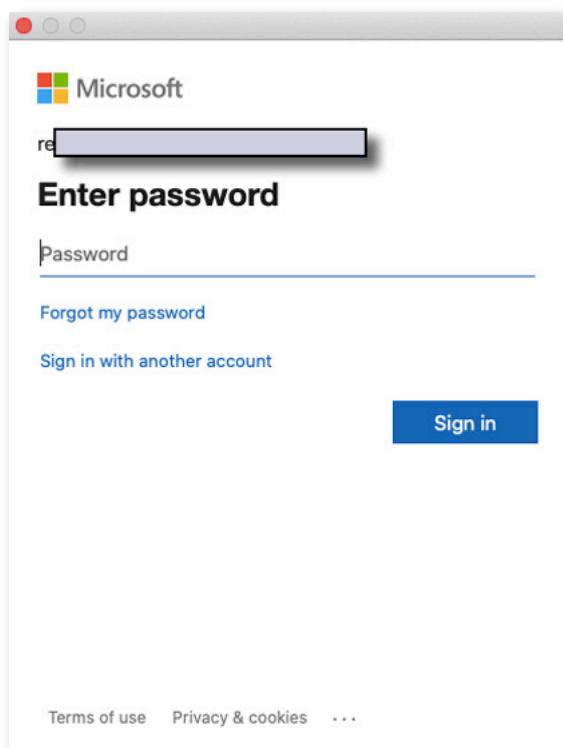 Microsoft
re
Enter password
Password
Forgot my password
Sign in with another account
Sign in
Terms of use Privacy & cookies ...